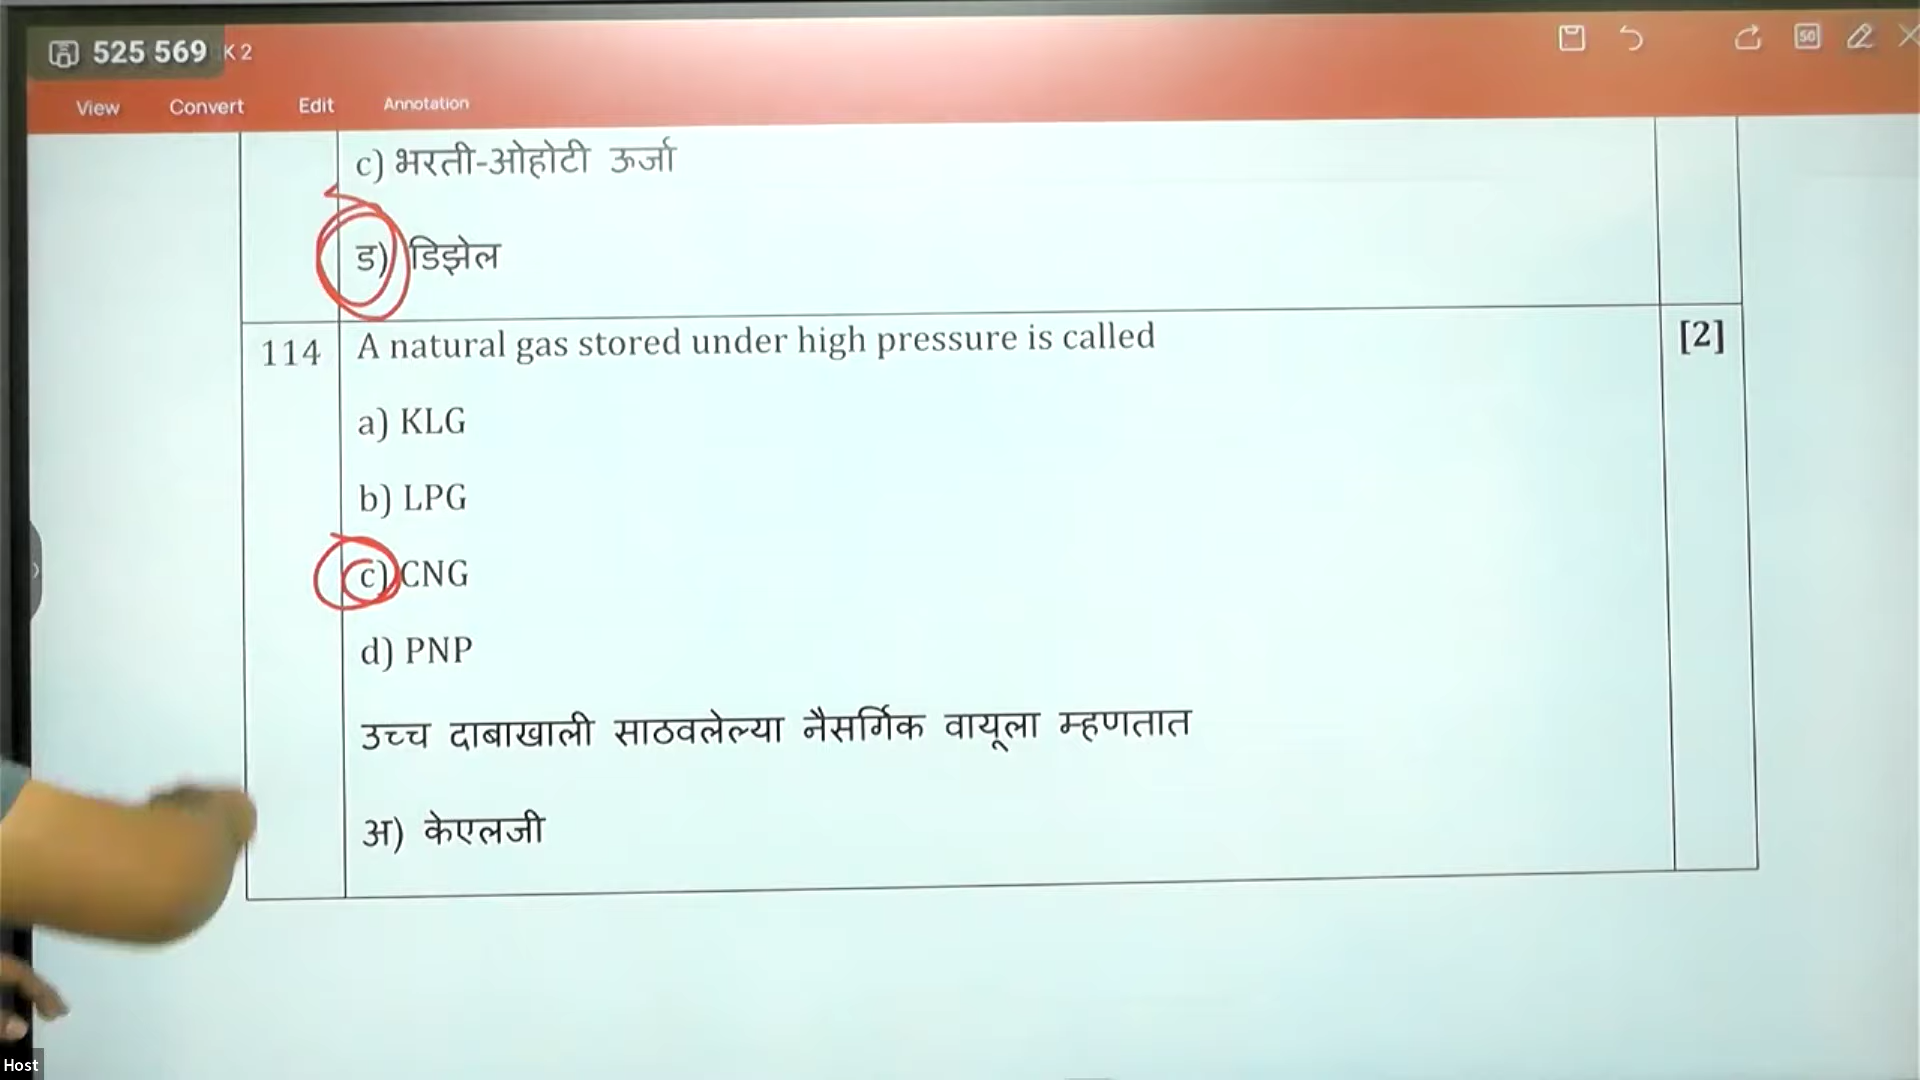 525 569 K 2
View Convert Edit Annotation
c) भरती-ओहोटी ऊर्जा
ड) डिझेल
114 A natural gas stored under high pressure is called [2]
a) KLG
b) LPG
c) CNG
d) PNP
उच्च दाबाखाली साठवलेल्या नैसर्गिक वायूला म्हणतात
अ) केएलजी
Host